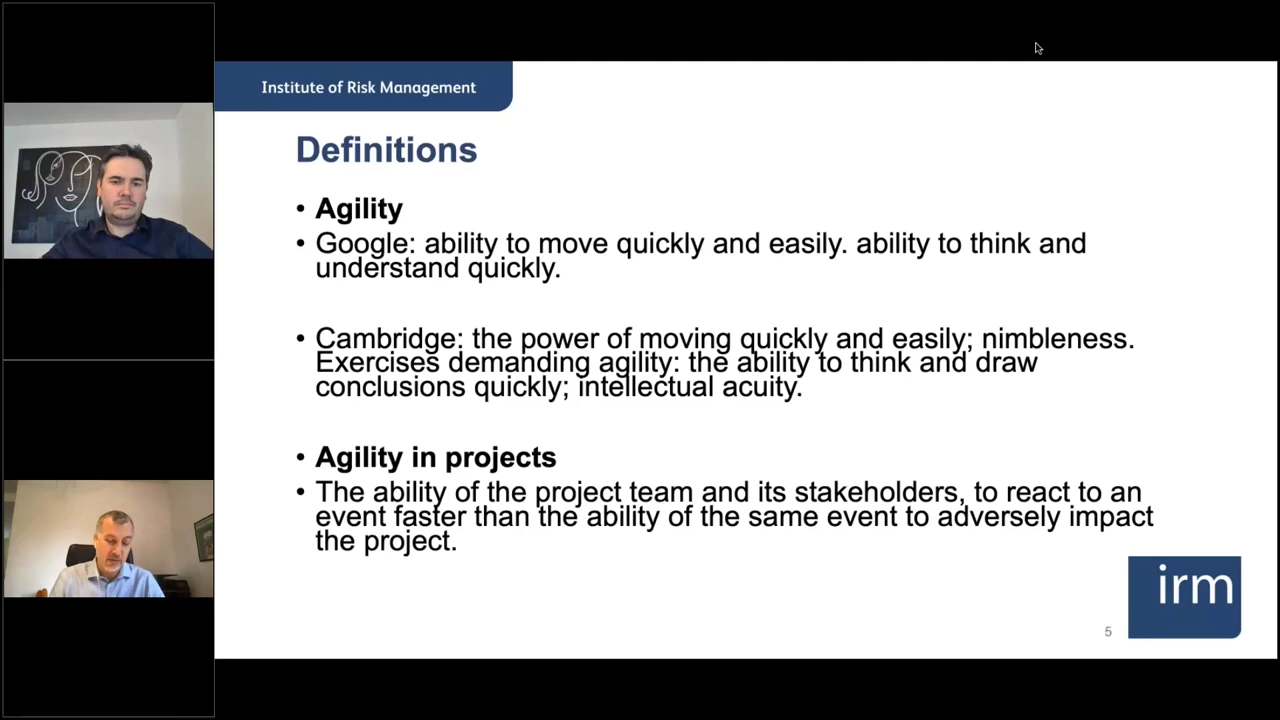 Institute of Risk Management
Definitions
• Agility
• Google: ability to move quickly and easily. ability to think and
understand quickly.
• Cambridge: the power of moving quickly and easily; nimbleness.
Exercises demanding agility: the ability to think and draw
conclusions quickly; intellectual acuity.
• Agility in projects
• The ability of the project team and its stakeholders, to react to an
event faster than the ability of the same event to adversely impact
the project.
irm
5